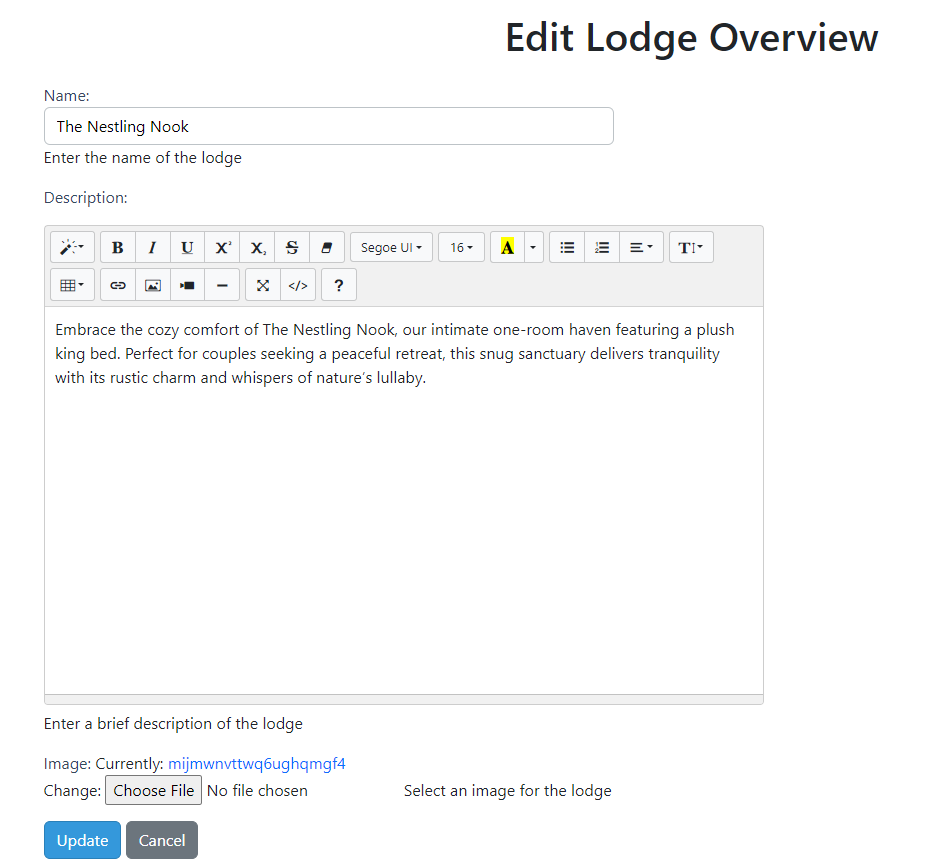 Edit Lodge Overview
Name:
The Nestling Nook
Enter the name of the lodge
Description:
B I U X² X₂ S Segoe UI 16 A T
</> ?
Embrace the cozy comfort of The Nestling Nook, our intimate one-room haven featuring a plush
king bed. Perfect for couples seeking a peaceful retreat, this snug sanctuary delivers tranquility
with its rustic charm and whispers of nature's lullaby.
Enter a brief description of the lodge
Image: Currently: mijmwnvttwq6ughqmgf4
Change: Choose File No file chosen Select an image for the lodge
Update Cancel